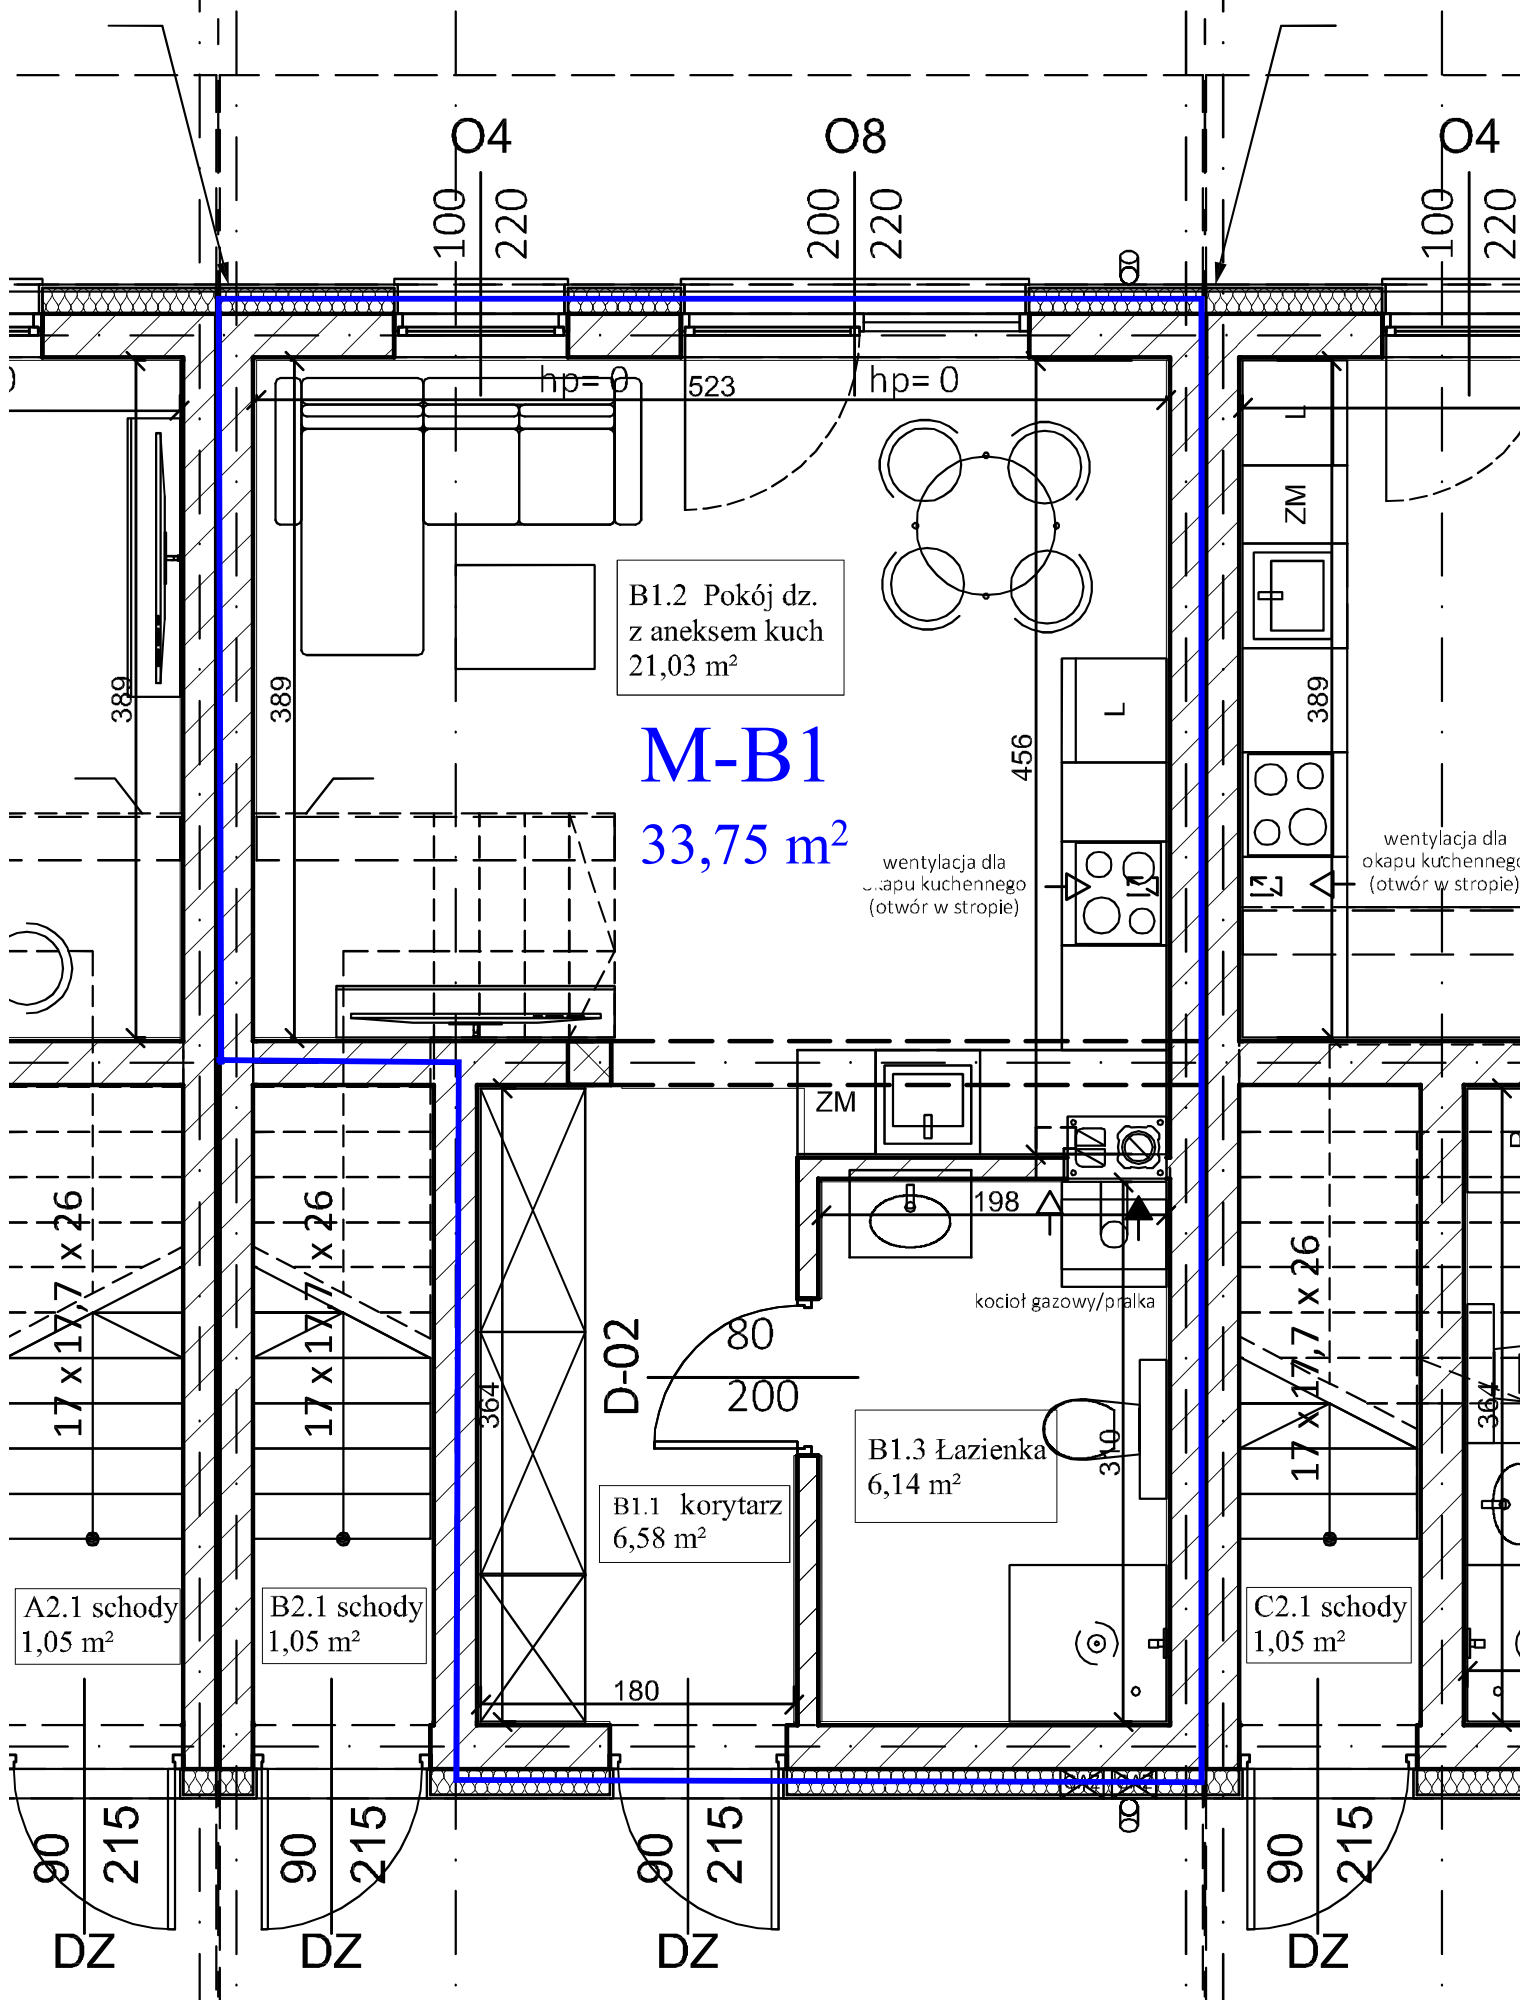 O4
O8
O4
100
220
200
220
100
220
hp= 0
523
hp= 0
L
ZM
B1.2 Pokój dz.
z aneksem kuch
21,03 m²
389
389
L
389
456
M-B1
33,75 m²
wentylacja dla
okapu kuchennego
(otwór w stropie)
wentylacja dla
okapu kuchennego
(otwór w stropie)
ZM
198
17 x 17,7 x 26
17 x 17,7 x 26
17 x 17,7 x 26
kocioł gazowy/pralka
D-02
80
200
364
364
310
B1.3 Łazienka
6,14 m²
B1.1 korytarz
6,58 m²
A2.1 schody
1,05 m²
B2.1 schody
1,05 m²
C2.1 schody
1,05 m²
180
90
215
90
215
90
215
90
215
DZ
DZ
DZ
DZ